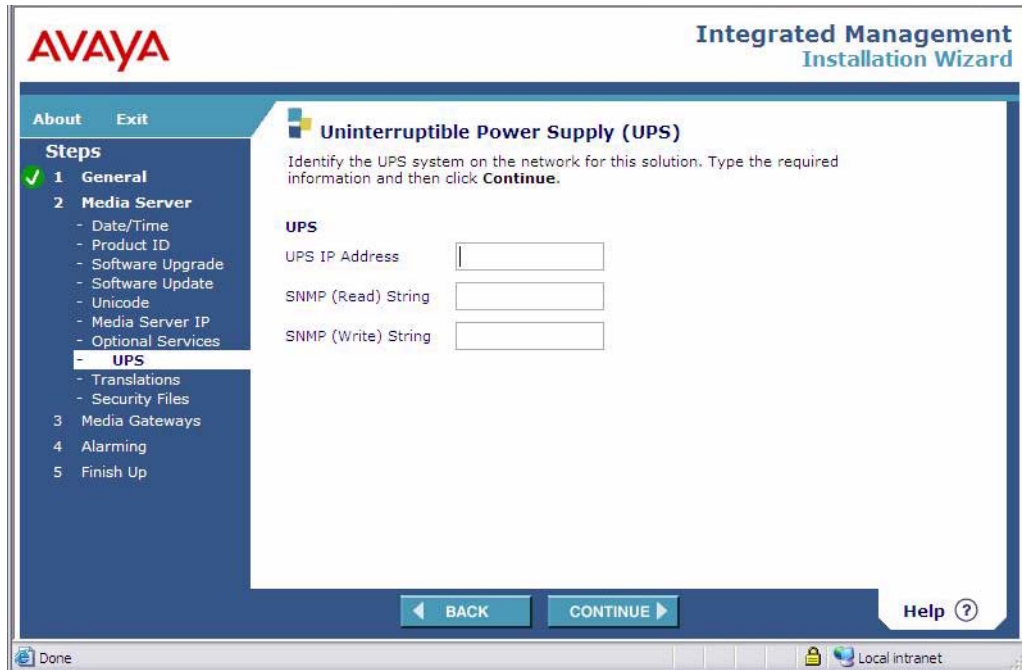 AVAYA
Integrated Management
Installation Wizard
About Exit
Steps
1 General
2 Media Server
- Date/Time
- Product ID
- Software Upgrade
- Software Update
- Unicode
- Media Server IP
- Optional Services
- UPS
- Translations
- Security Files
3 Media Gateways
4 Alarming
5 Finish Up
Uninterruptible Power Supply (UPS)
Identify the UPS system on the network for this solution. Type the required
information and then click Continue.
UPS
UPS IP Address
SNMP (Read) String
SNMP (Write) String
BACK
CONTINUE
Help ?
Done
Local intranet